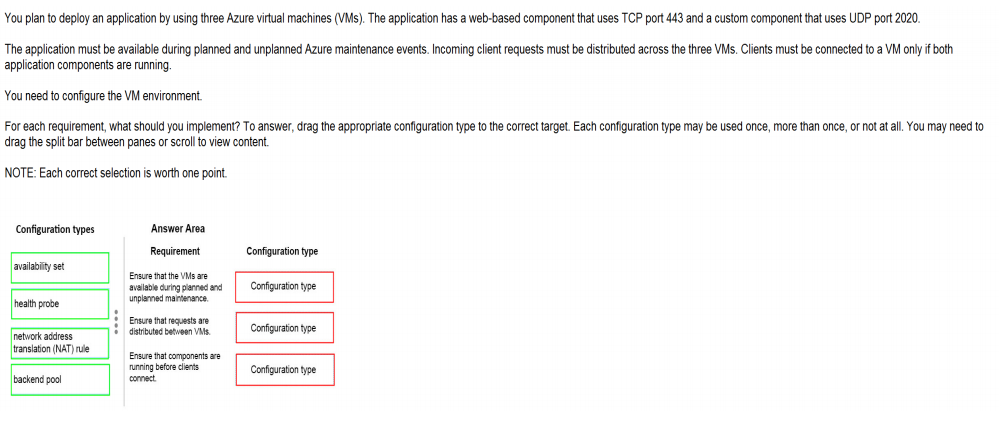 You plan to deploy an application by using three Azure virtual machines (VMs). The application has a web-based component that uses TCP port 443 and a custom component that uses UDP port 2020.
The application must be available during planned and unplanned Azure maintenance events. Incoming client requests must be distributed across the three VMs. Clients must be connected to a VM only if both
application components are running.
You need to configure the VM environment.
For each requirement, what should you implement? To answer, drag the appropriate configuration type to the correct target. Each configuration type may be used once, more than once, or not at all. You may need to
drag the split bar between panes or scroll to view content.
NOTE: Each correct selection is worth one point.
Configuration types
availability set
health probe
network address
translation (NAT) rule
backend pool
Answer Area
Requirement
Configuration type
Ensure that the VMs are
available during planned and
unplanned maintenance.
Configuration type
Ensure that requests are
distributed between VMs.
Configuration type
Ensure that components are
running before clients
connect.
Configuration type